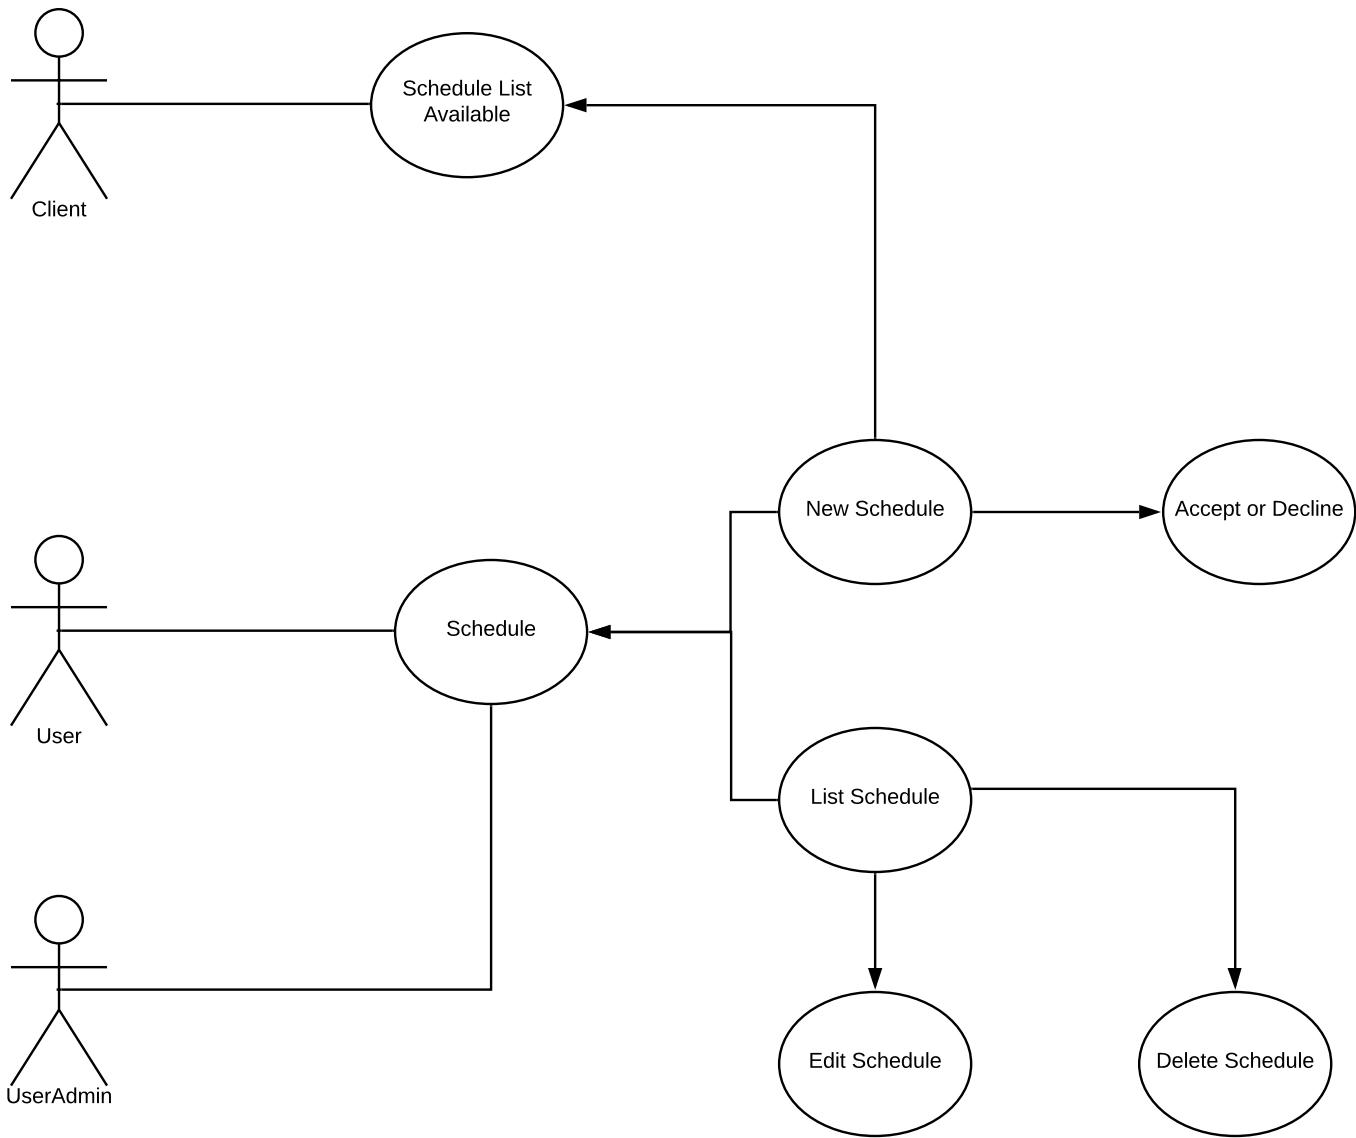 Schedule List
Available
Client
New Schedule
Accept or Decline
Schedule
User
List Schedule
Edit Schedule
Delete Schedule
UserAdmin